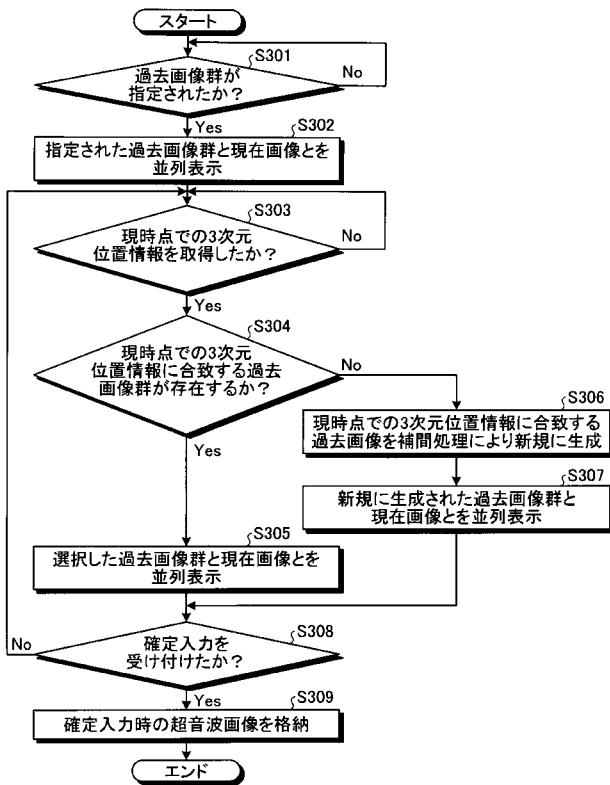 スタート
S301
過去画像群が
指定されたか？
No
Yes
S302
指定された過去画像群と現在画像とを
並列表示
S303
現時点での3次元
位置情報を取得したか？
No
Yes
S304
現時点での3次元
位置情報に合致する過去
画像群が存在するか？
No
Yes
S306
現時点での3次元位置情報に合致する
過去画像を補間処理により新規に生成
S307
新規に生成された過去画像群と
現在画像とを並列表示
S305
選択した過去画像群と現在画像とを
並列表示
S308
確定入力を
受け付けたか？
No
Yes
S309
確定入力時の超音波画像を格納
エンド